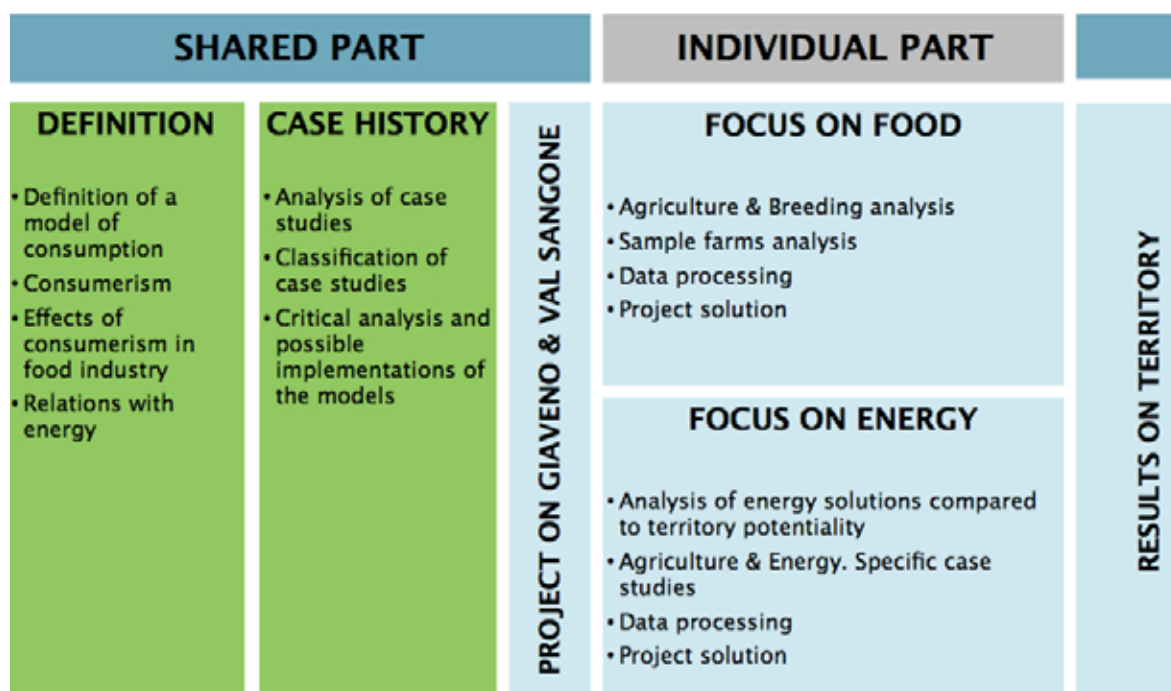 SHARED PART
DEFINITION
• Definition of a
model of
consumption
• Consumerism
• Effects of
consumerism in
food industry
• Relations with
energy
CASE HISTORY
• Analysis of case
studies
• Classification of
case studies
• Critical analysis and
possible
implementations of
the models
PROJECT ON GIAVENO & VAL SANGONE
INDIVIDUAL PART
FOCUS ON FOOD
• Agriculture & Breeding analysis
• Sample farms analysis
• Data processing
• Project solution
FOCUS ON ENERGY
• Analysis of energy solutions compared
to territory potentiality
• Agriculture & Energy. Specific case
studies
• Data processing
• Project solution
RESULTS ON TERRITORY